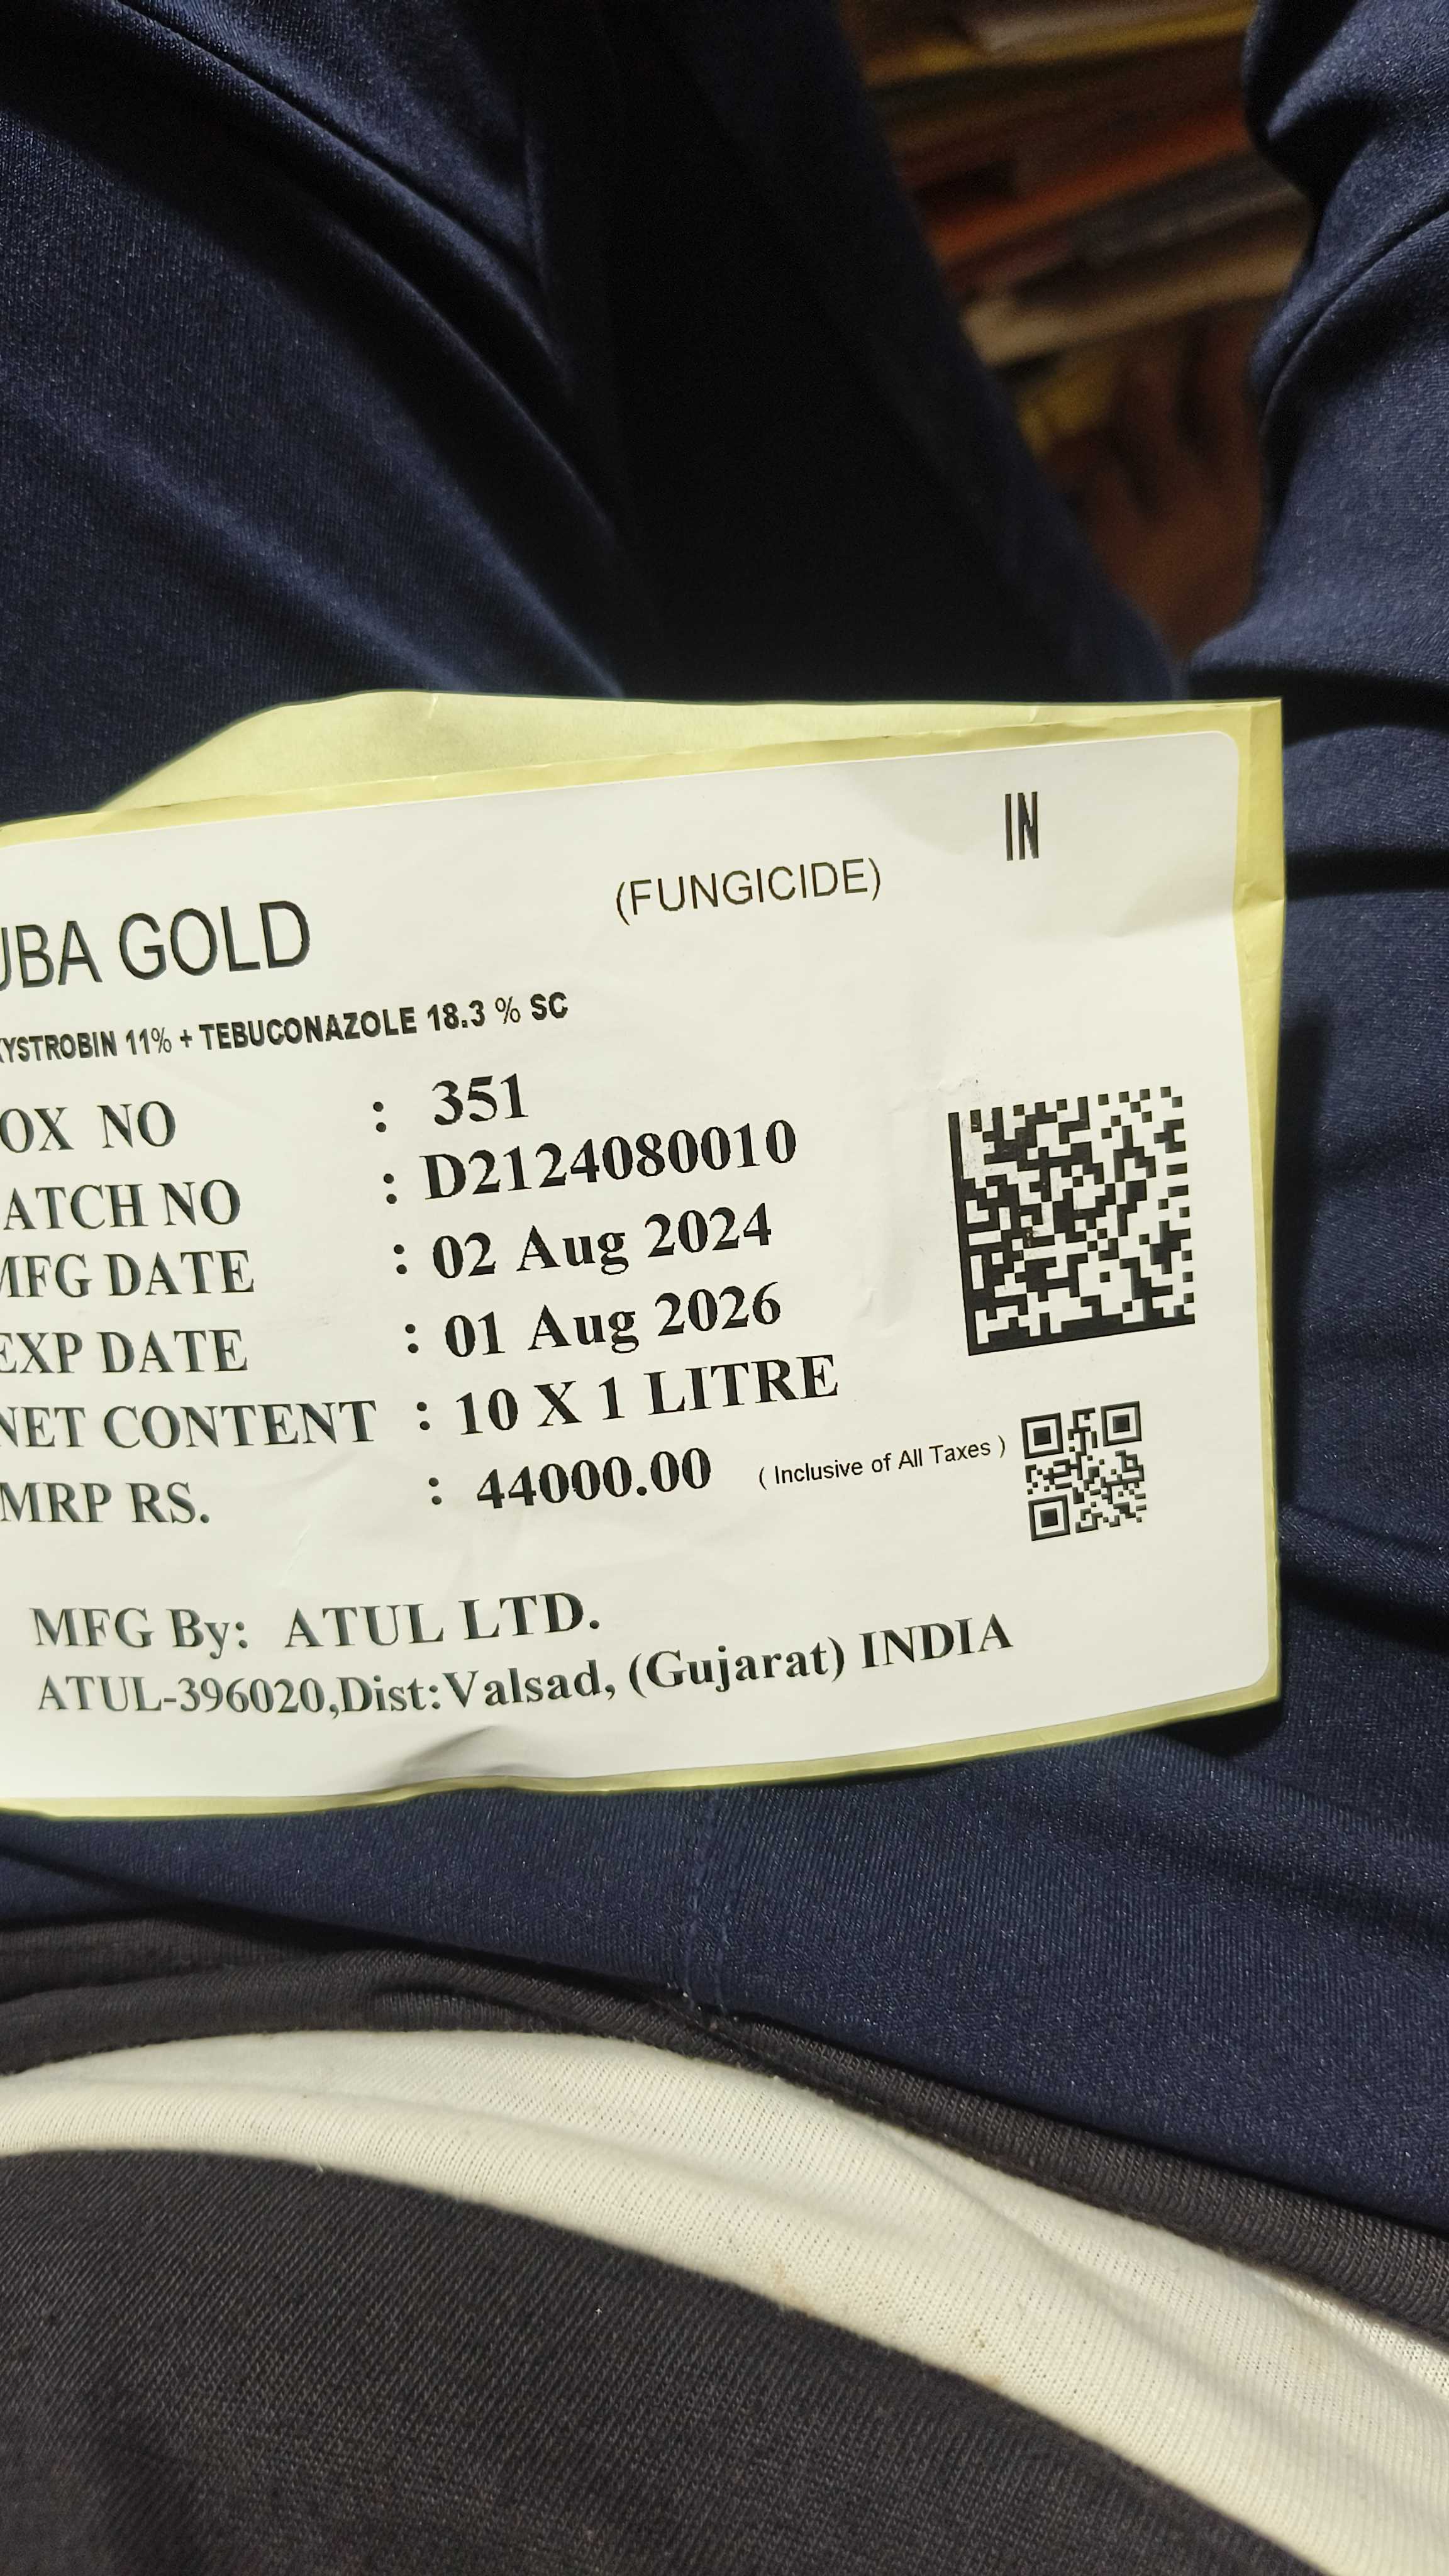 IN
(FUNGICIDE)
UBA GOLD
XYSTROBIN 11% + TEBUCONAZOLE 18.3 % SC
OX NO : 351
ATCH NO : D2124080010
MFG DATE : 02 Aug 2024
EXP DATE : 01 Aug 2026
NET CONTENT : 10 X 1 LITRE
MRP RS. : 44000.00 ( Inclusive of All Taxes )
MFG By: ATUL LTD.
ATUL-396020,Dist:Valsad, (Gujarat) INDIA